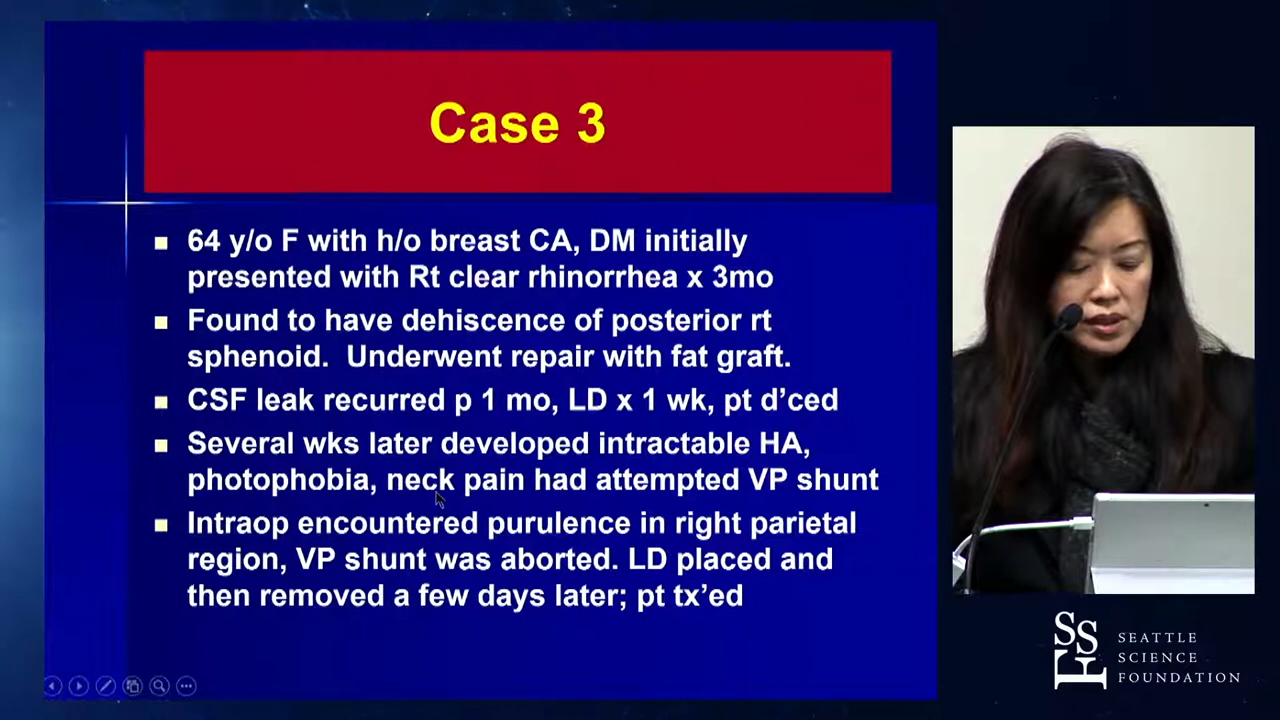 Case 3
64 y/o F with h/o breast CA, DM initially
presented with Rt clear rhinorrhea x 3mo
Found to have dehiscence of posterior rt
sphenoid. Underwent repair with fat graft.
CSF leak recurred p 1 mo, LD x 1 wk, pt d’ced
Several wks later developed intractable HA,
photophobia, neck pain had attempted VP shunt
Intraop encountered purulence in right parietal
region, VP shunt was aborted. LD placed and
then removed a few days later; pt tx’ed
SSF
SEATTLE
SCIENCE
FOUNDATION